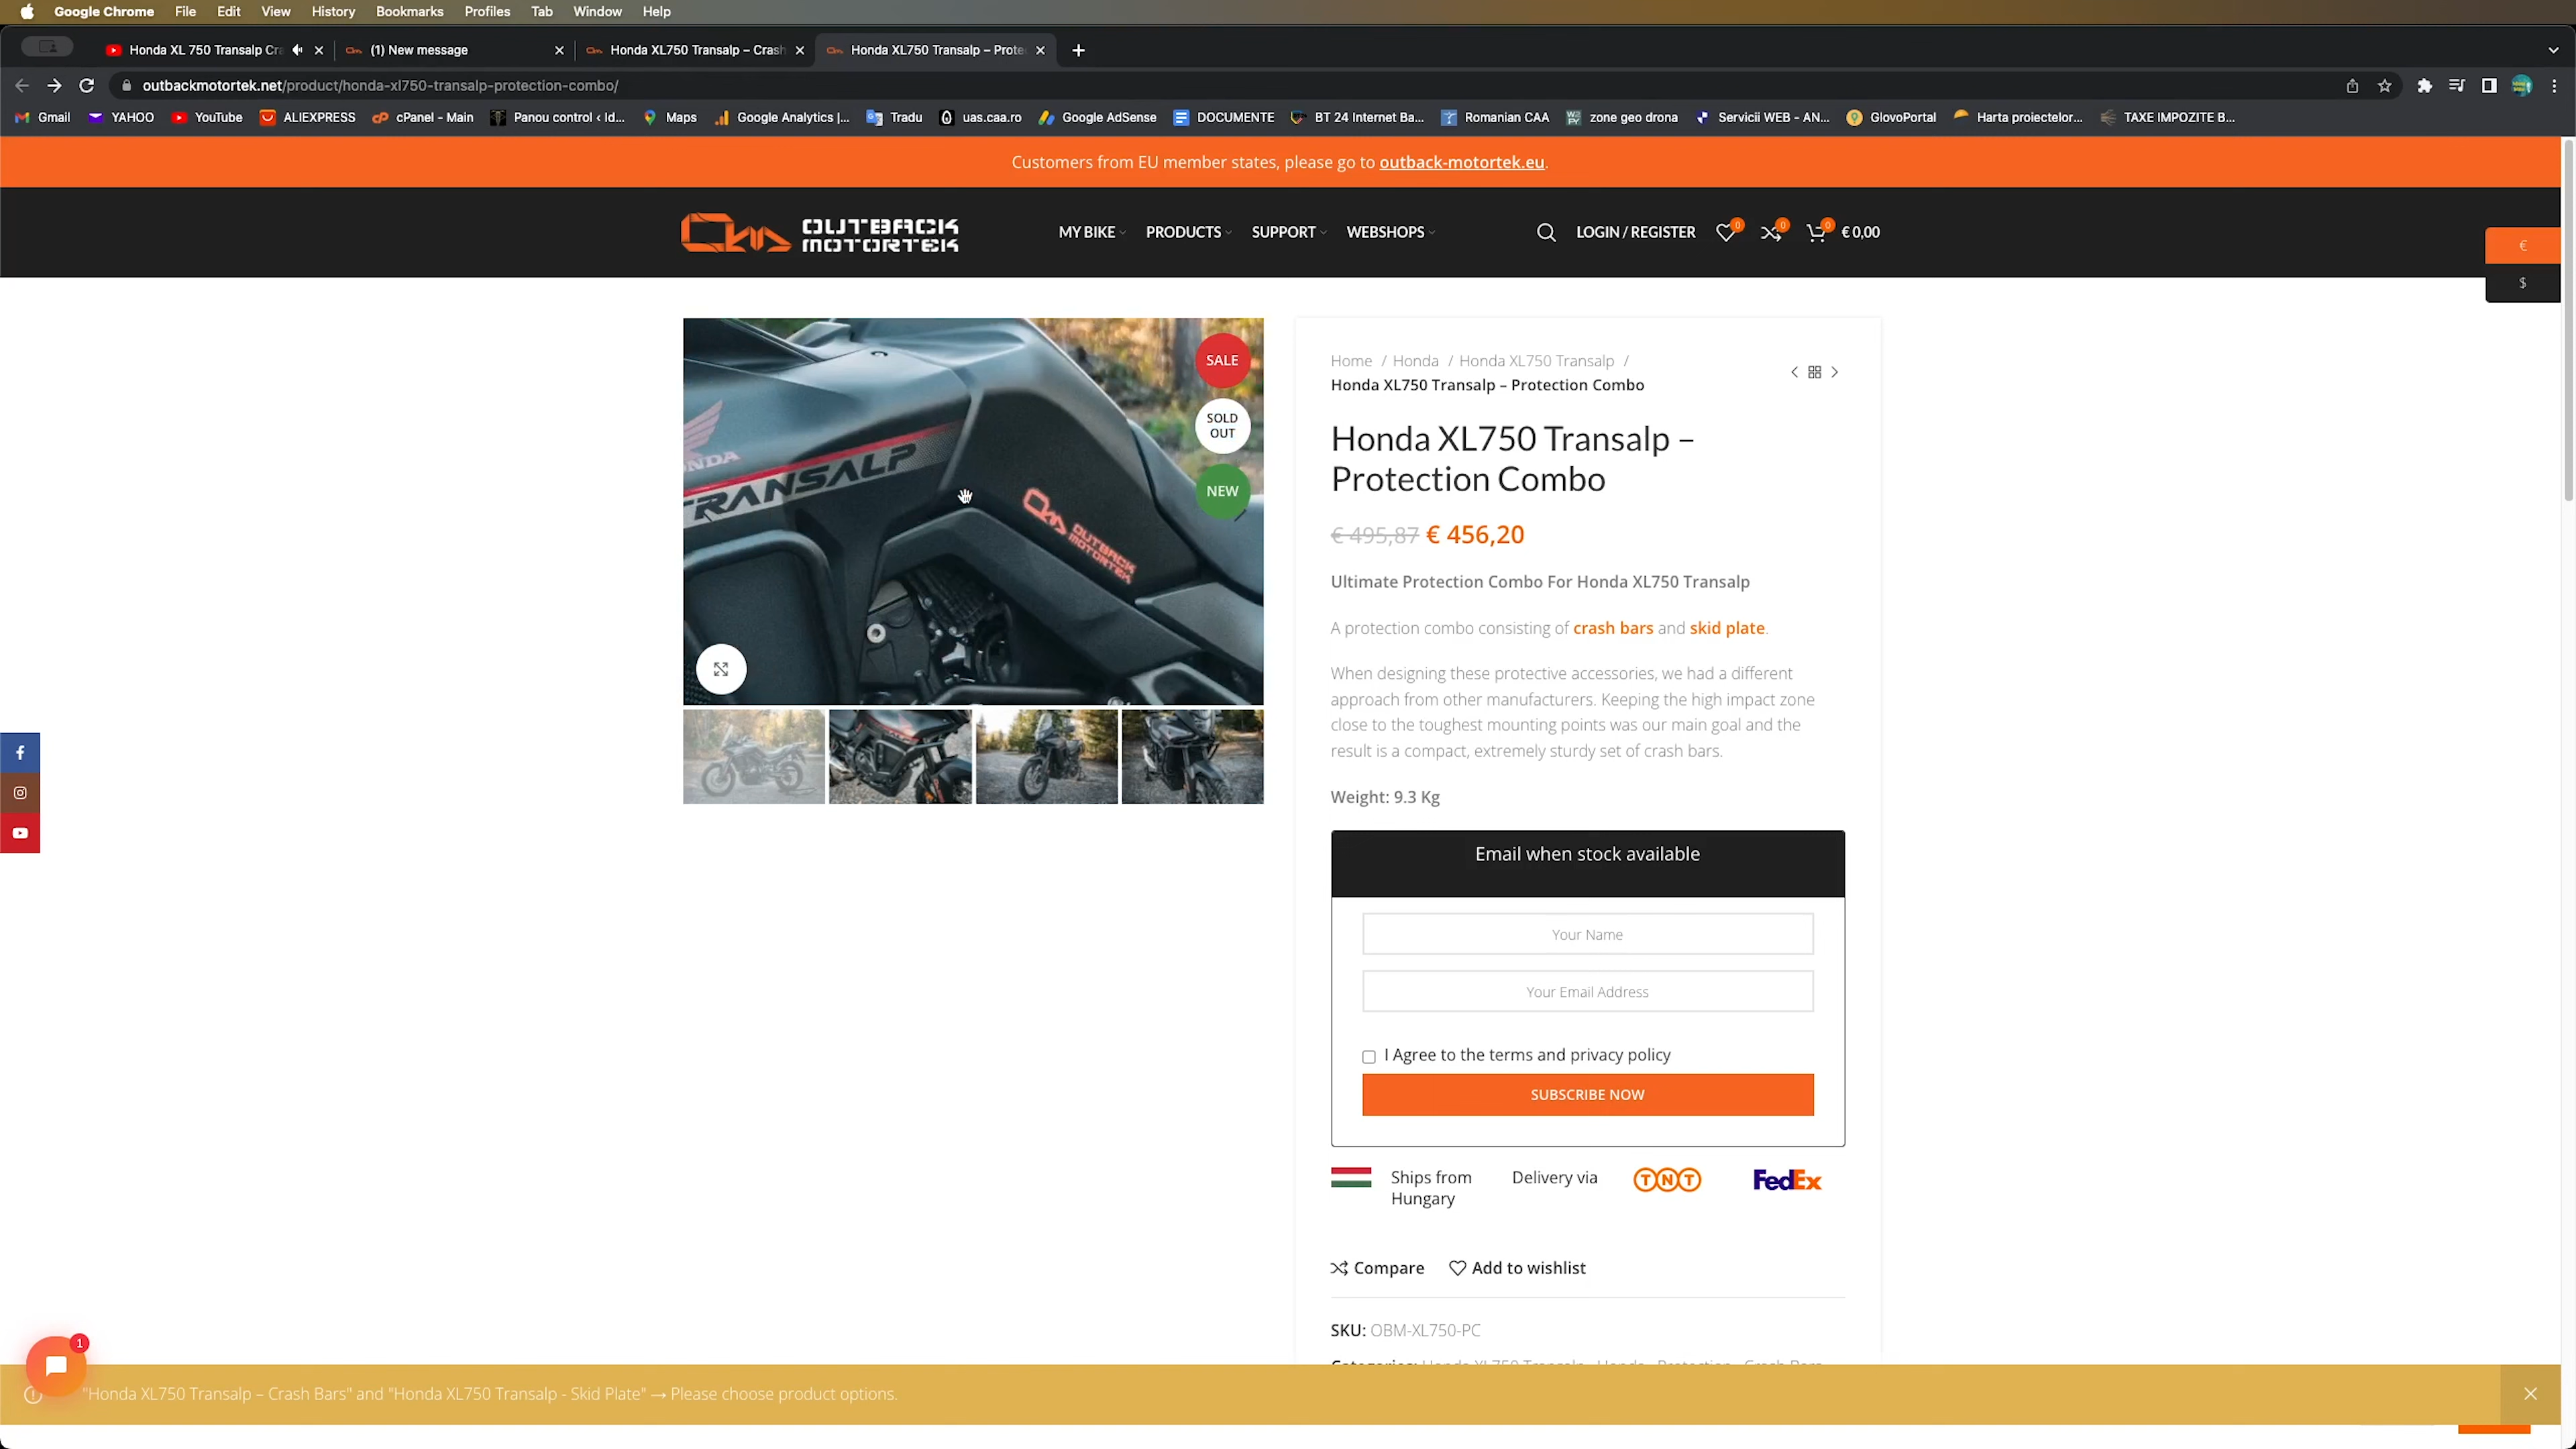 Google Chrome File Edit View History Bookmarks Profiles Tab Window Help
Honda XL 750 Transalp Cra (1) New message Honda XL750 Transalp – Crash Honda XL750 Transalp – Prote
outbackmotortek.net/product/honda-xl750-transalp-protection-combo/
Gmail YAHOO YouTube ALIEXPRESS cPanel - Main Panou control ‹ Id... Maps Google Analytics |... Tradu uas.caa.ro Google AdSense DOCUMENTE BT 24 Internet Ba... Romanian CAA zone geo drona Servicii WEB - AN... GlovoPortal Harta proiectelor... TAXE IMPOZITE B...
Customers from EU member states, please go to outback-motortek.eu.
OUTBACK
MOTORTEK
MY BIKE PRODUCTS SUPPORT WEBSHOPS LOGIN / REGISTER 0 0 0 € 0,00
€
$
SALE
SOLD
OUT
NEW
TRANSALP
OUTBACK
MOTORTEK
Home / Honda / Honda XL750 Transalp /
Honda XL750 Transalp – Protection Combo
Honda XL750 Transalp –
Protection Combo
€ 495,87 € 456,20
Ultimate Protection Combo For Honda XL750 Transalp
A protection combo consisting of crash bars and skid plate.
When designing these protective accessories, we had a different
approach from other manufacturers. Keeping the high impact zone
close to the toughest mounting points was our main goal and the
result is a compact, extremely sturdy set of crash bars.
Weight: 9.3 Kg
Email when stock available
Your Name
Your Email Address
I Agree to the terms and privacy policy
SUBSCRIBE NOW
Ships from
Hungary
Delivery via
TNT
FedEx
Compare Add to wishlist
SKU: OBM-XL750-PC
1
"Honda XL750 Transalp – Crash Bars" and "Honda XL750 Transalp - Skid Plate" → Please choose product options.